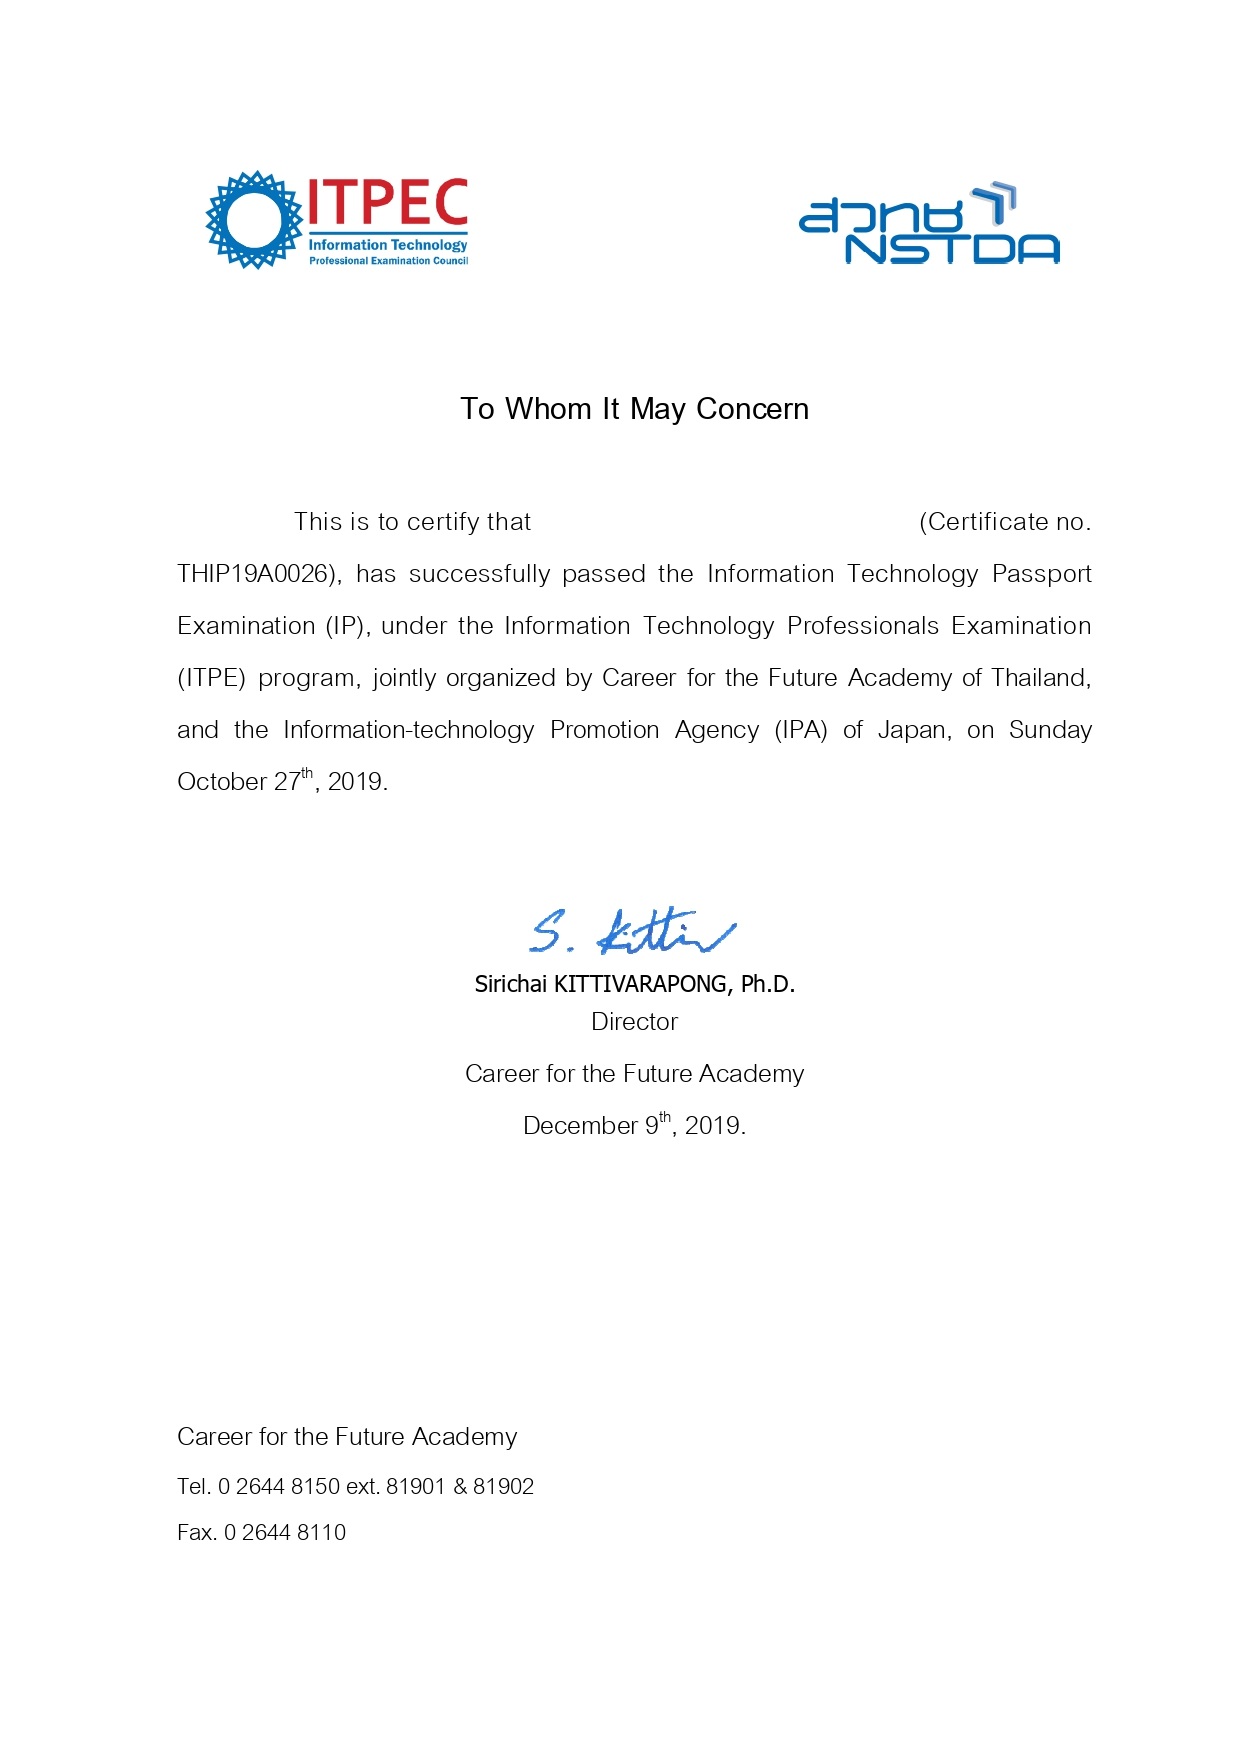 ITPEC
Information Technology
Professional Examination Council
สวทช
NSTDA
To Whom It May Concern
This is to certify that (Certificate no.
THIP19A0026), has successfully passed the Information Technology Passport
Examination (IP), under the Information Technology Professionals Examination
(ITPE) program, jointly organized by Career for the Future Academy of Thailand,
and the Information-technology Promotion Agency (IPA) of Japan, on Sunday
October 27th, 2019.
S. Kitti
Sirichai KITTIVARAPONG, Ph.D.
Director
Career for the Future Academy
December 9th, 2019.
Career for the Future Academy
Tel. 0 2644 8150 ext. 81901 & 81902
Fax. 0 2644 8110